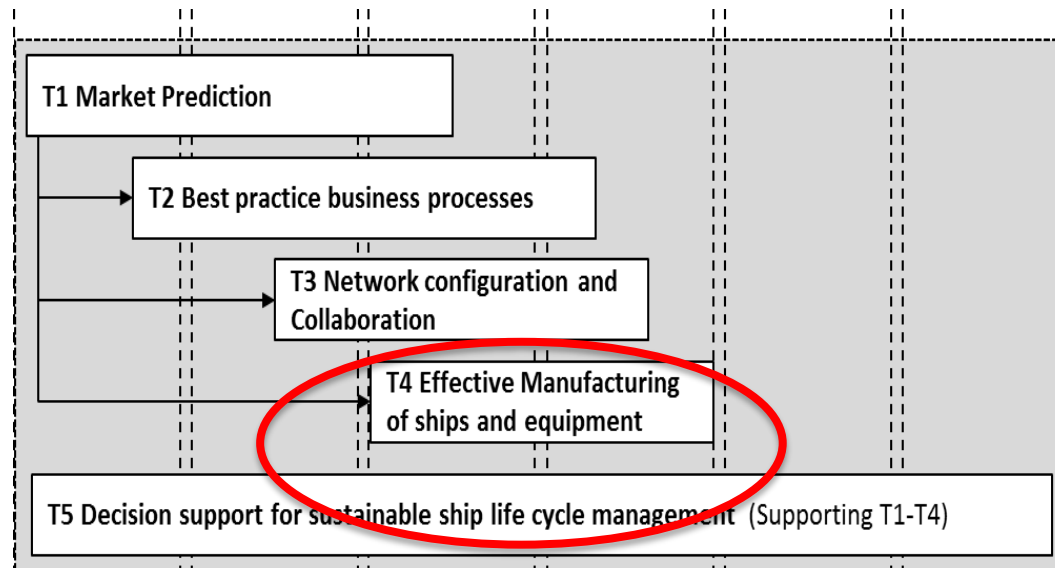 T1 Market Prediction
T2 Best practice business processes
T3 Network configuration and
Collaboration
T4 Effective Manufacturing
of ships and equipment
T5 Decision support for sustainable ship life cycle management (Supporting T1-T4)